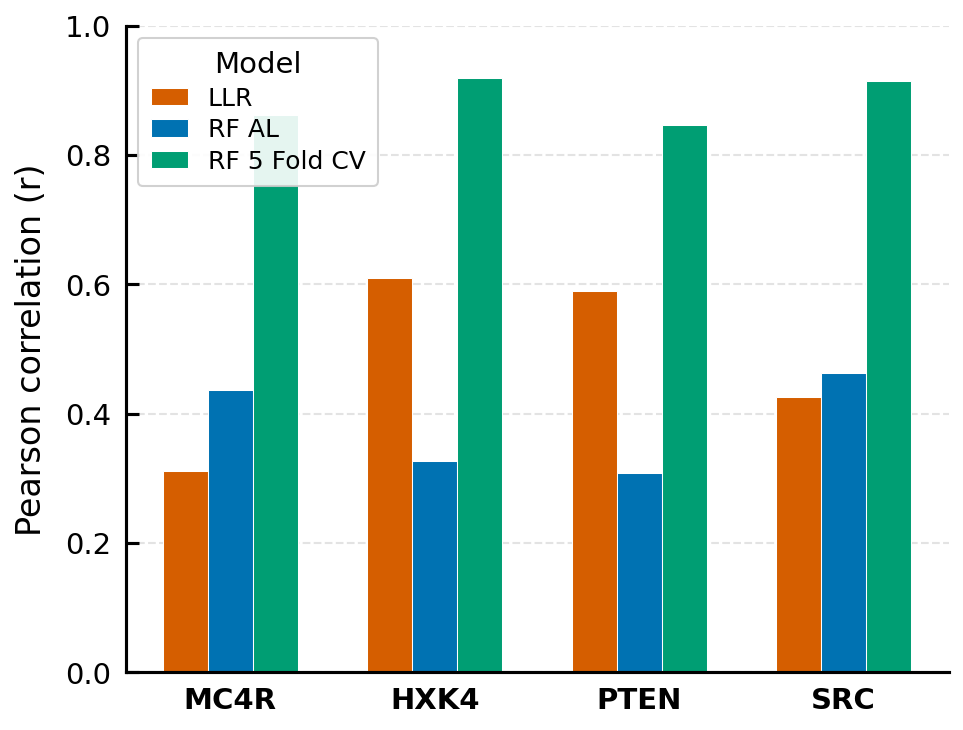 1.0
0.8
0.6
0.4
0.2
0.0
Pearson correlation (r)
Model
LLR
RF AL
RF 5 Fold CV
MC4R
HXK4
PTEN
SRC